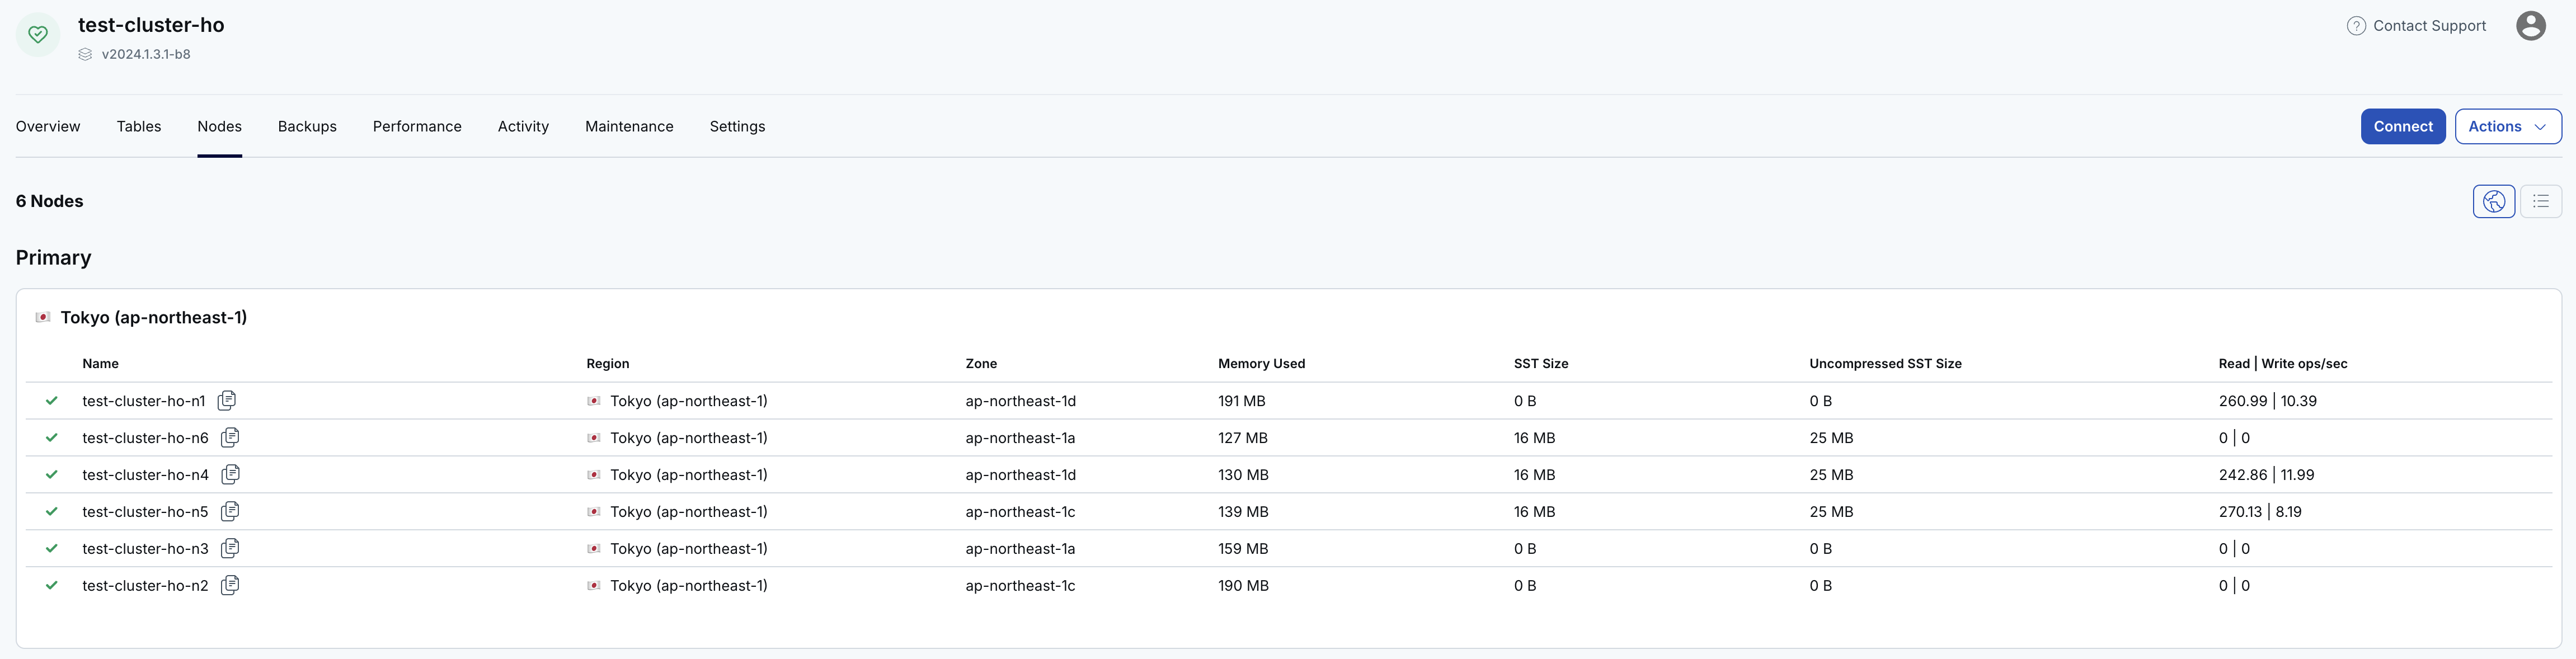 test-cluster-ho
v2024.1.3.1-b8
Contact Support
Overview Tables Nodes Backups Performance Activity Maintenance Settings Connect Actions
6 Nodes
Primary
Tokyo (ap-northeast-1)
Name Region Zone Memory Used SST Size Uncompressed SST Size Read | Write ops/sec
test-cluster-ho-n1 Tokyo (ap-northeast-1) ap-northeast-1d 191 MB 0 B 0 B 260.99 | 10.39
test-cluster-ho-n6 Tokyo (ap-northeast-1) ap-northeast-1a 127 MB 16 MB 25 MB 0 | 0
test-cluster-ho-n4 Tokyo (ap-northeast-1) ap-northeast-1d 130 MB 16 MB 25 MB 242.86 | 11.99
test-cluster-ho-n5 Tokyo (ap-northeast-1) ap-northeast-1c 139 MB 16 MB 25 MB 270.13 | 8.19
test-cluster-ho-n3 Tokyo (ap-northeast-1) ap-northeast-1a 159 MB 0 B 0 B 0 | 0
test-cluster-ho-n2 Tokyo (ap-northeast-1) ap-northeast-1c 190 MB 0 B 0 B 0 | 0